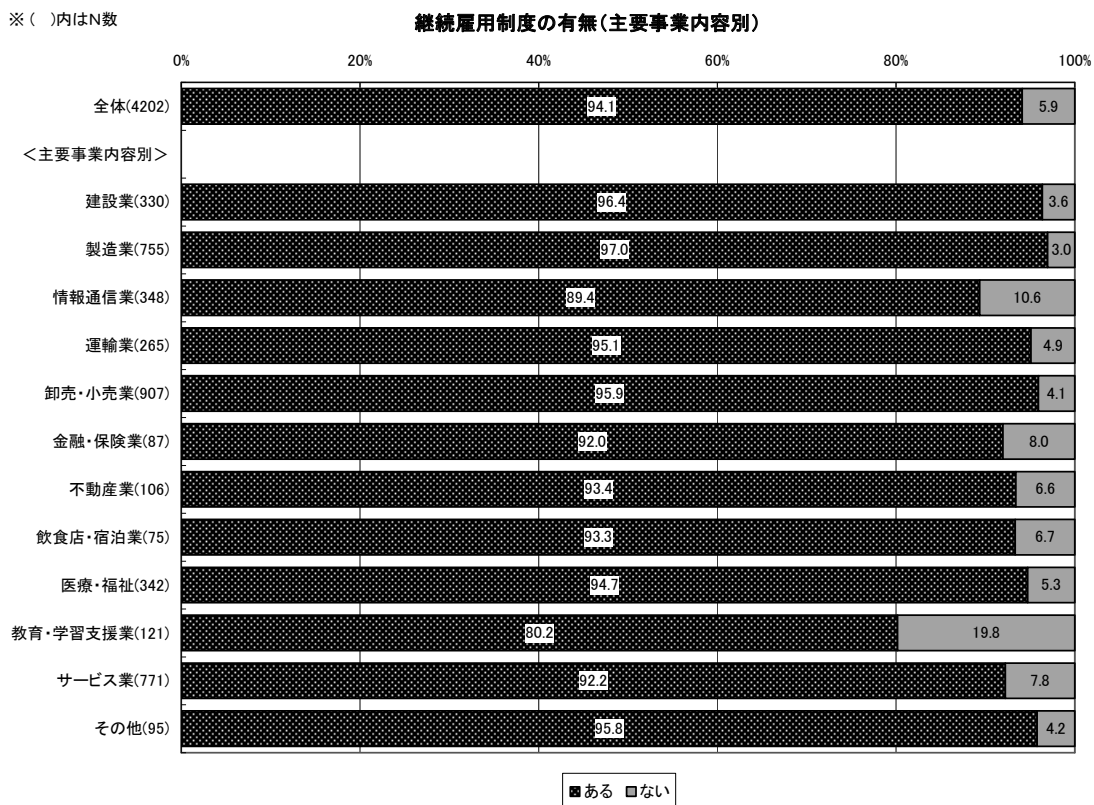 ※ (　)内はN数
継続雇用制度の有無(主要事業内容別)
0% 20% 40% 60% 80% 100%
全体(4202) 94.1 5.9
＜主要事業内容別＞
建設業(330) 96.4 3.6
製造業(755) 97.0 3.0
情報通信業(348) 89.4 10.6
運輸業(265) 95.1 4.9
卸売・小売業(907) 95.9 4.1
金融・保険業(87) 92.0 8.0
不動産業(106) 93.4 6.6
飲食店・宿泊業(75) 93.3 6.7
医療・福祉(342) 94.7 5.3
教育・学習支援業(121) 80.2 19.8
サービス業(771) 92.2 7.8
その他(95) 95.8 4.2
ある ない